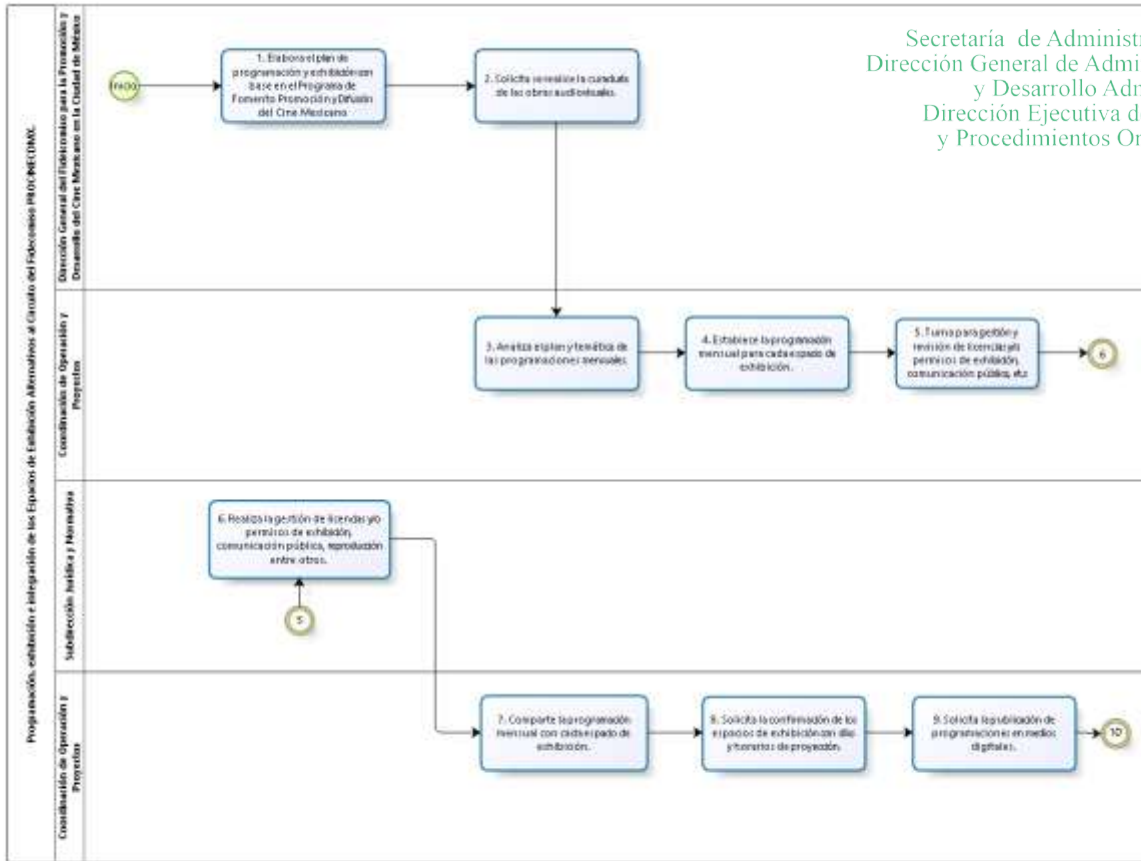 Secretaría de Administ
Dirección General de Admi
y Desarrollo Adm
Dirección Ejecutiva d
y Procedimientos Or
Programación, exhibición e integración de los Espacios de Exhibición Alternativos al Circuito del Fideicomiso PROCINECDMX.
Dirección General del Fideicomiso para la Promoción y
Desarrollo del Cine Mexicano en la Ciudad de México
Inicio
1. Elabora el plan de
programación y exhibición con
base en el Programa de
Fomento Promoción y Difusión
del Cine Mexicano
2. Solicita se realice la curaduría
de las obras audiovisuales.
Coordinación de Operación y
Proyectos
3. Analiza el plan y temática de
las programaciones mensuales.
4. Establece la programación
mensual para cada espacio de
exhibición.
5. Turna para gestión y
revisión de licencias y/o
permisos de exhibición,
comunicación pública, etc.
6
Subdirección Jurídica y Normativa
6. Realiza la gestión de licencias y/o
permisos de exhibición,
comunicación pública, reproducción
entre otros.
5
Coordinación de Operación y
Proyectos
7. Comparte la programación
mensual con cada espacio de
exhibición.
8. Solicita la confirmación de los
espacios de exhibición con días
y horarios de proyección.
9. Solicita la publicación de
programaciones en medios
digitales.
10